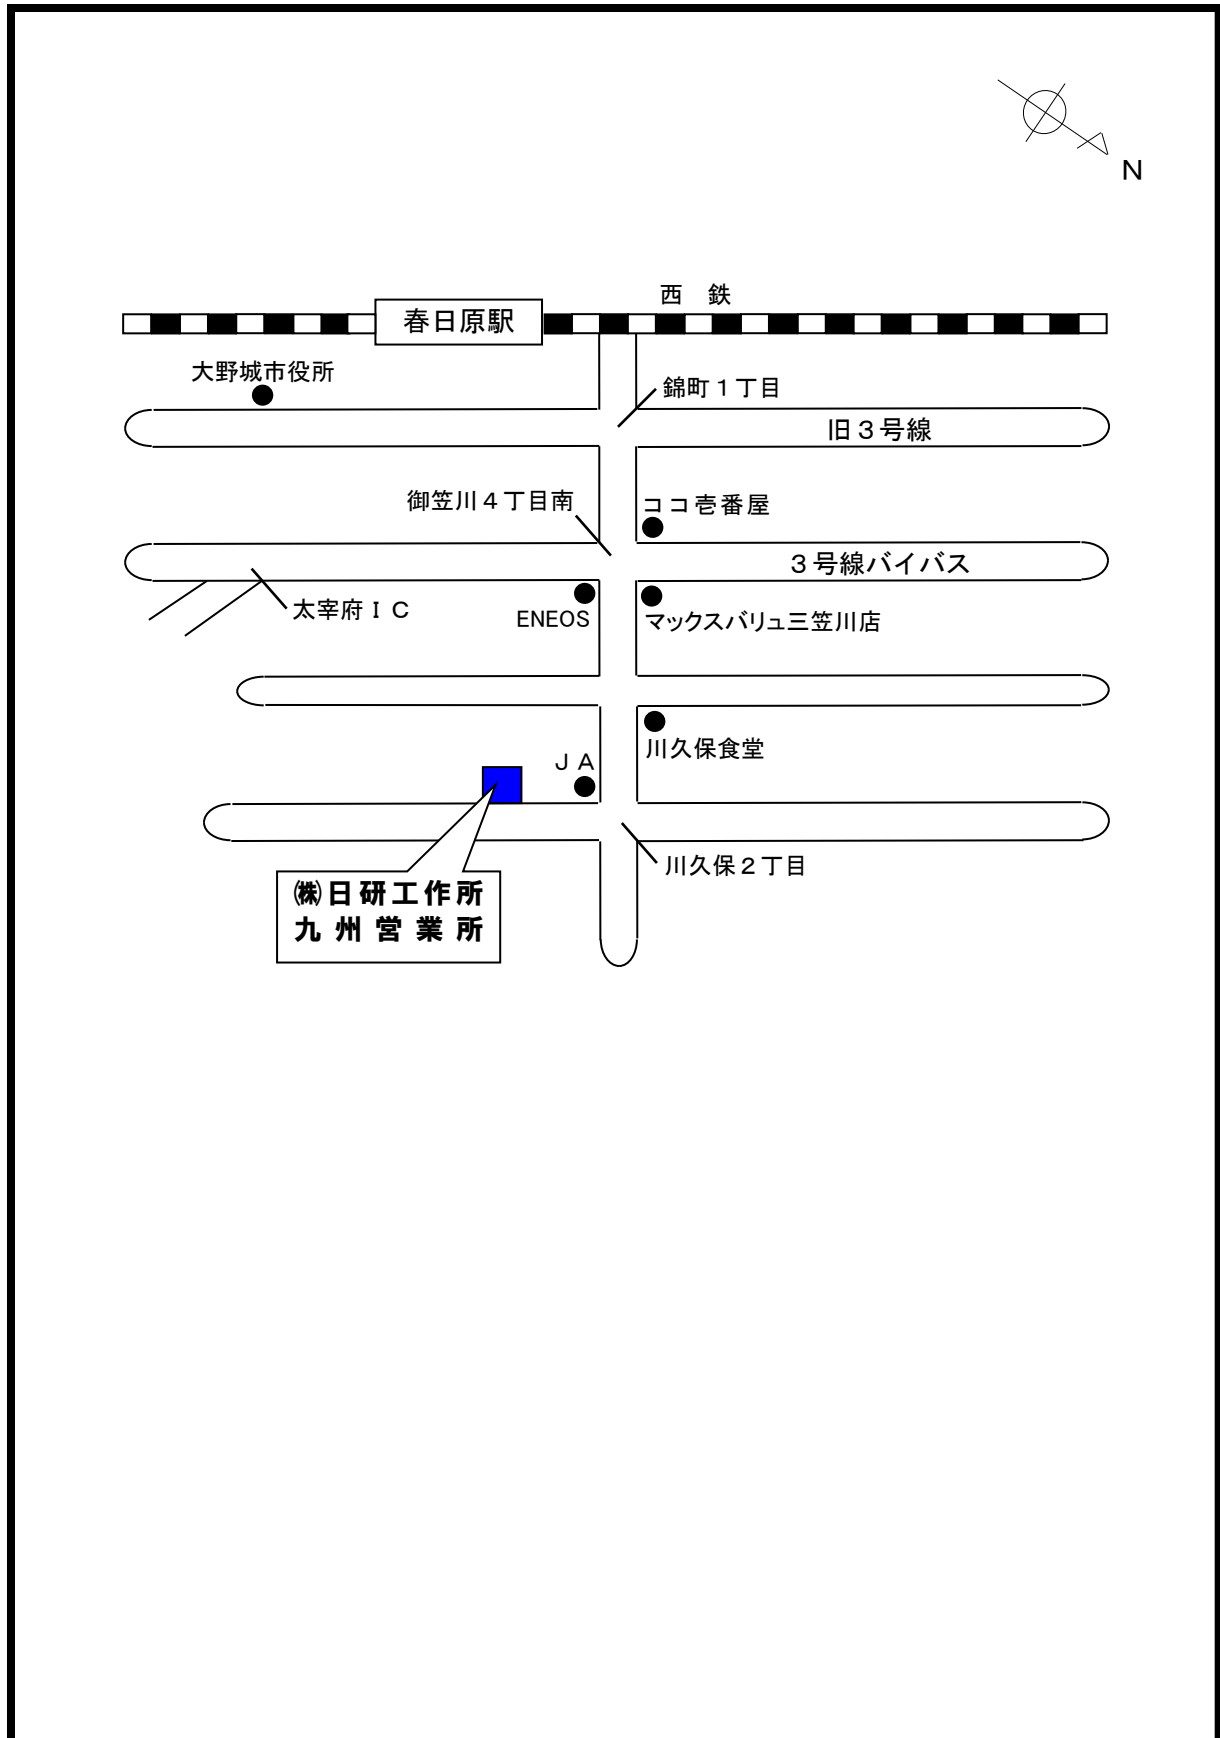 N
西 鉄
春日原駅
大野城市役所
錦町1丁目
旧3号線
御笠川4丁目南
ココ壱番屋
3号線バイバス
太宰府IC
ENEOS
マックスバリュ三笠川店
川久保食堂
JA
川久保2丁目
㈱日研工作所
九州営業所